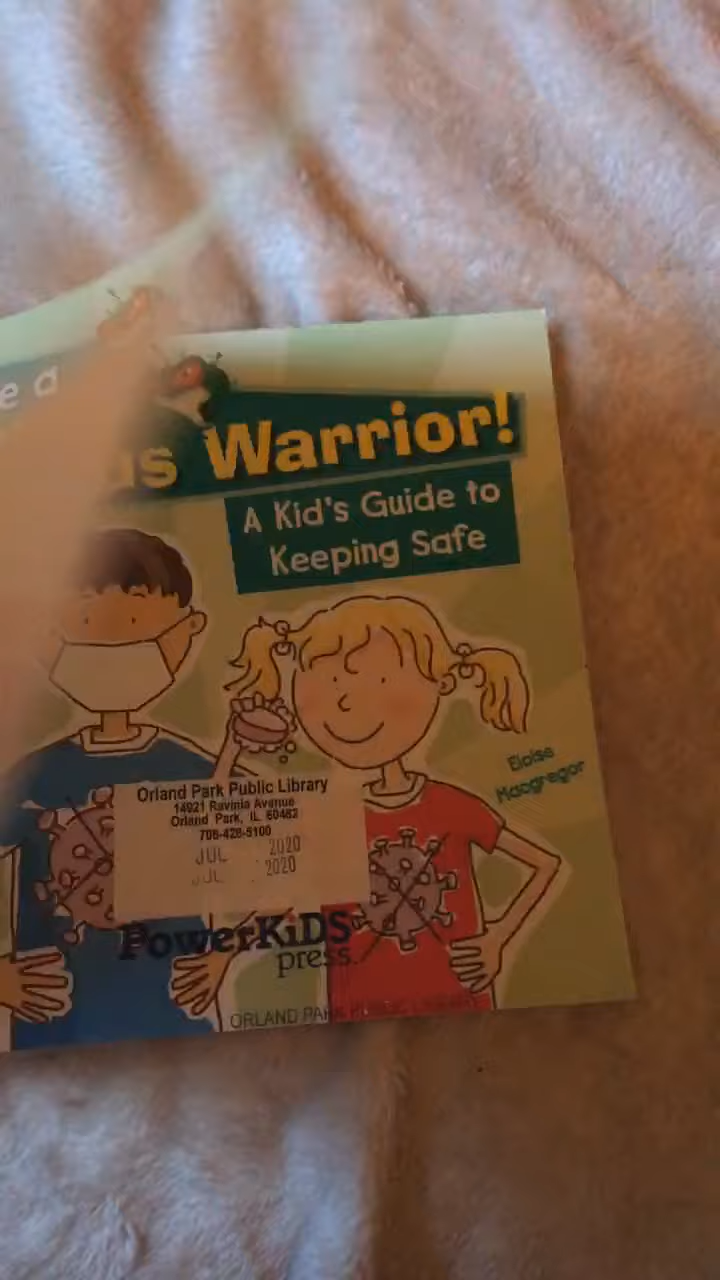 e a
us Warrior!
A Kid's Guide to
Keeping Safe
Eloise
Macgregor
Orland Park Public Library
14921 Ravinia Avenue
Orland Park, IL 60462
708-428-5100
JUL 2020
JUL 2020
PowerKiDS
press
ORLAND PARK PUBLIC LIBRARY